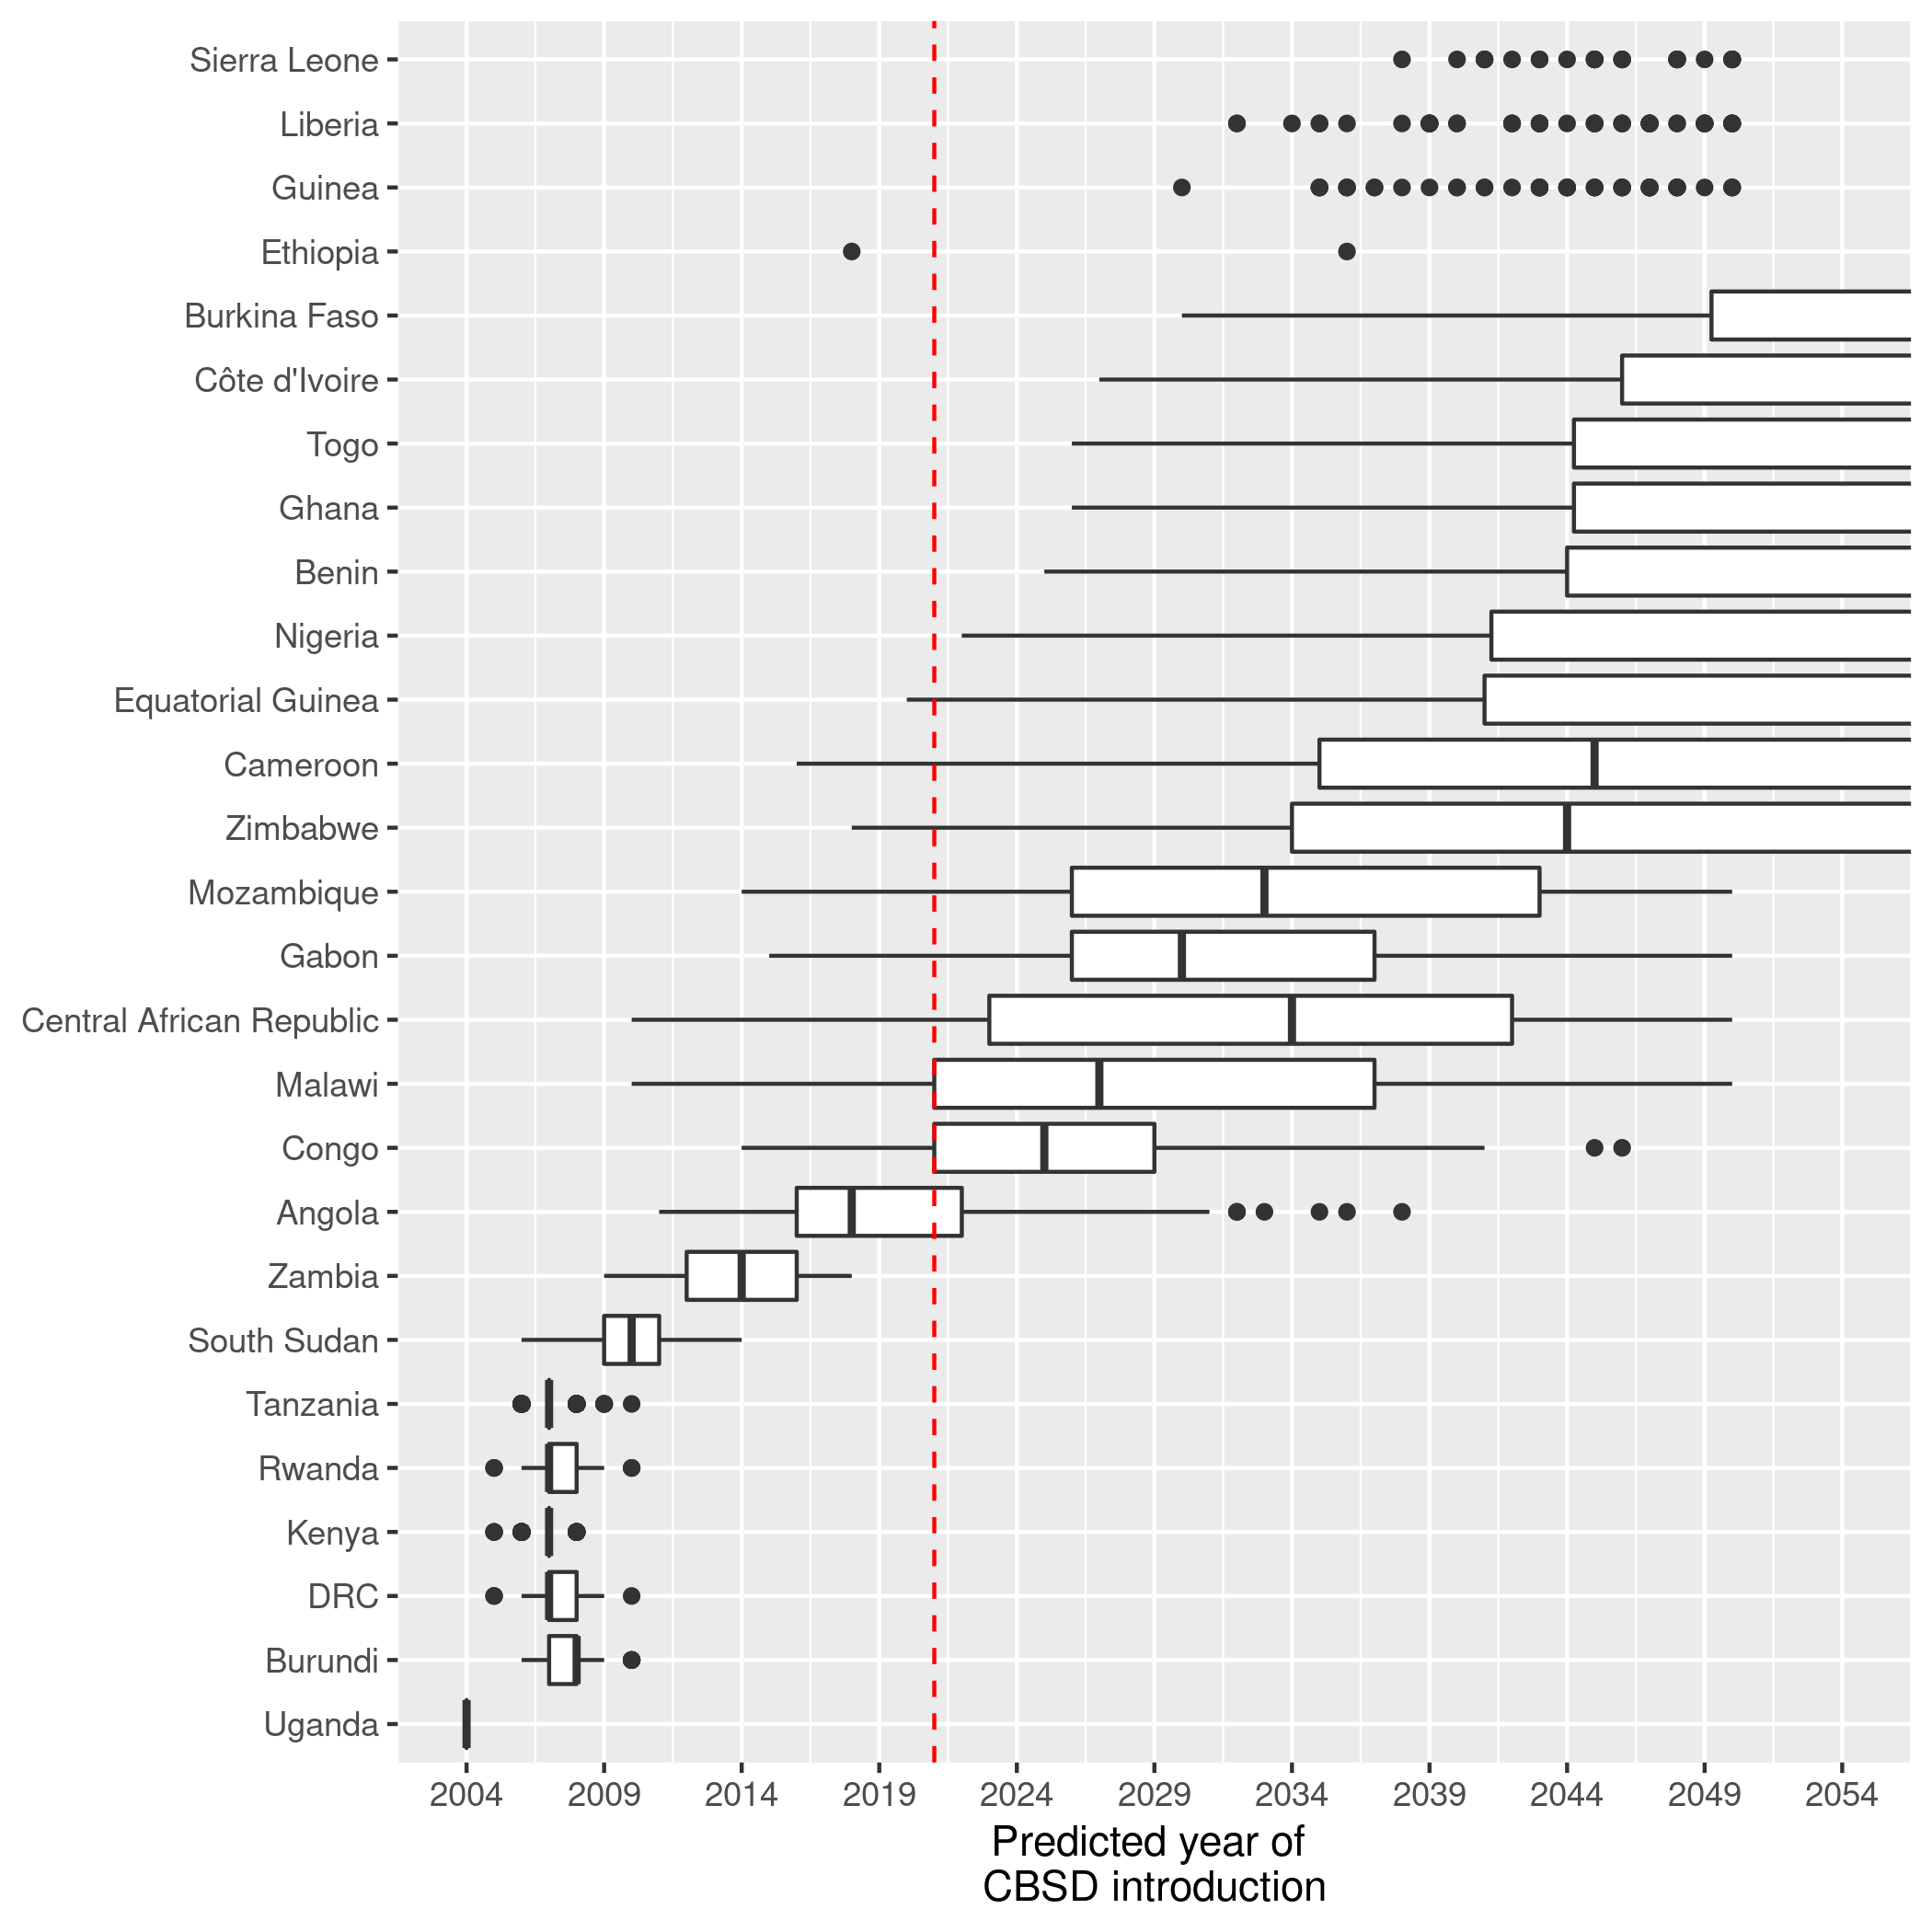 Sierra Leone
Liberia
Guinea
Ethiopia
Burkina Faso
Côte d'Ivoire
Togo
Ghana
Benin
Nigeria
Equatorial Guinea
Cameroon
Zimbabwe
Mozambique
Gabon
Central African Republic
Malawi
Congo
Angola
Zambia
South Sudan
Tanzania
Rwanda
Kenya
DRC
Burundi
Uganda
2004 2009 2014 2019 2024 2029 2034 2039 2044 2049 2054
Predicted year of
CBSD introduction